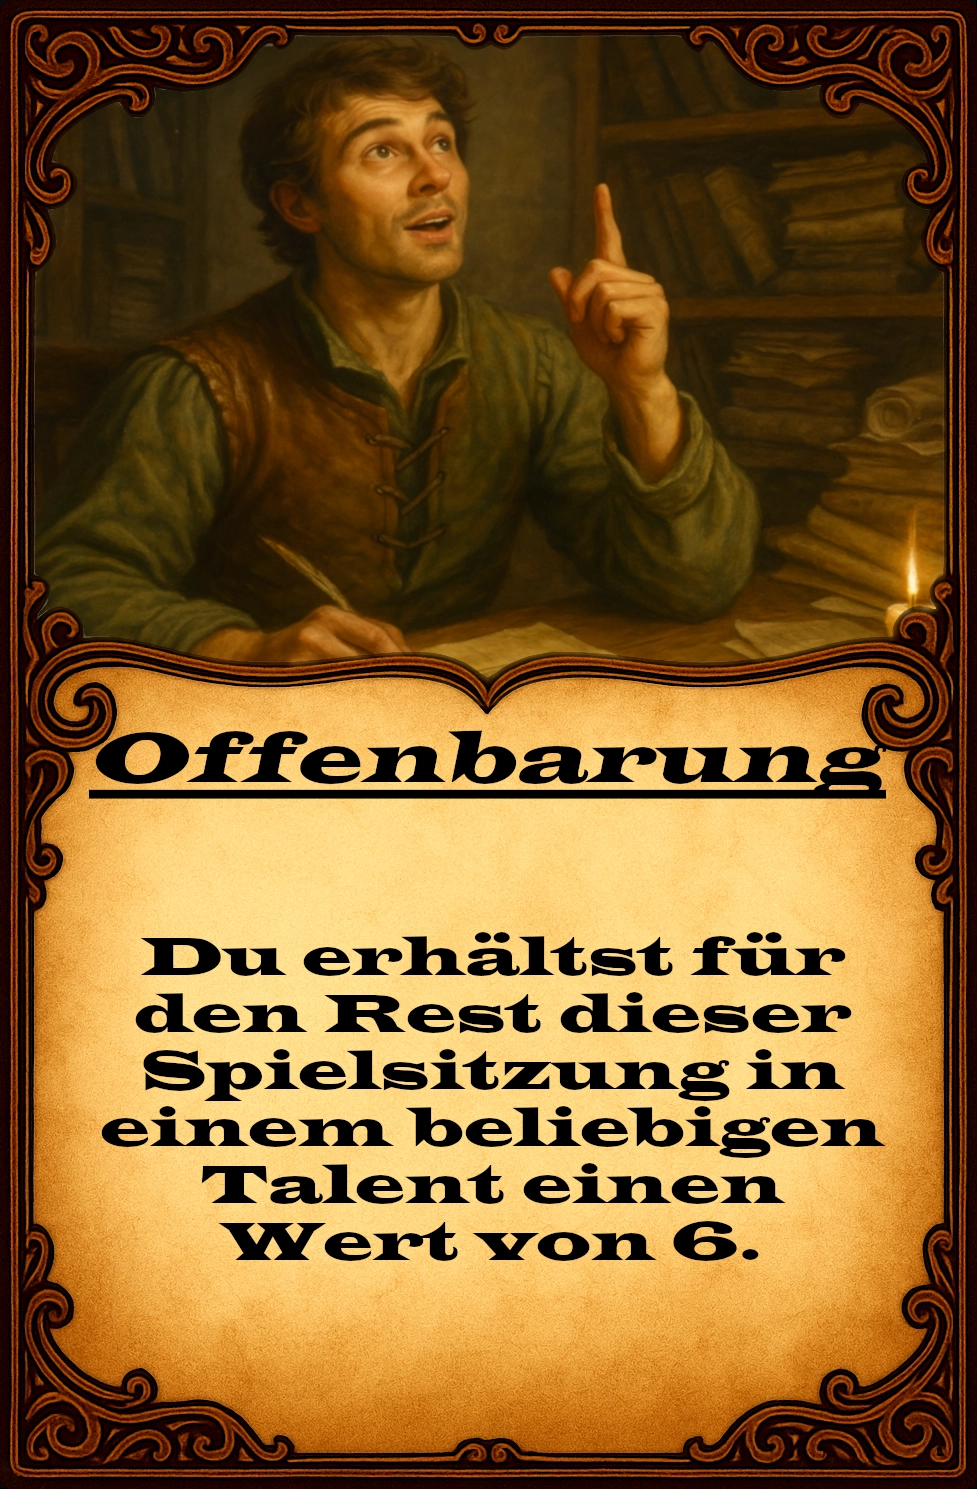 Offenbarung
Du erhältst für
den Rest dieser
Spielsitzung in
einem beliebigen
Talent einen
Wert von 6.